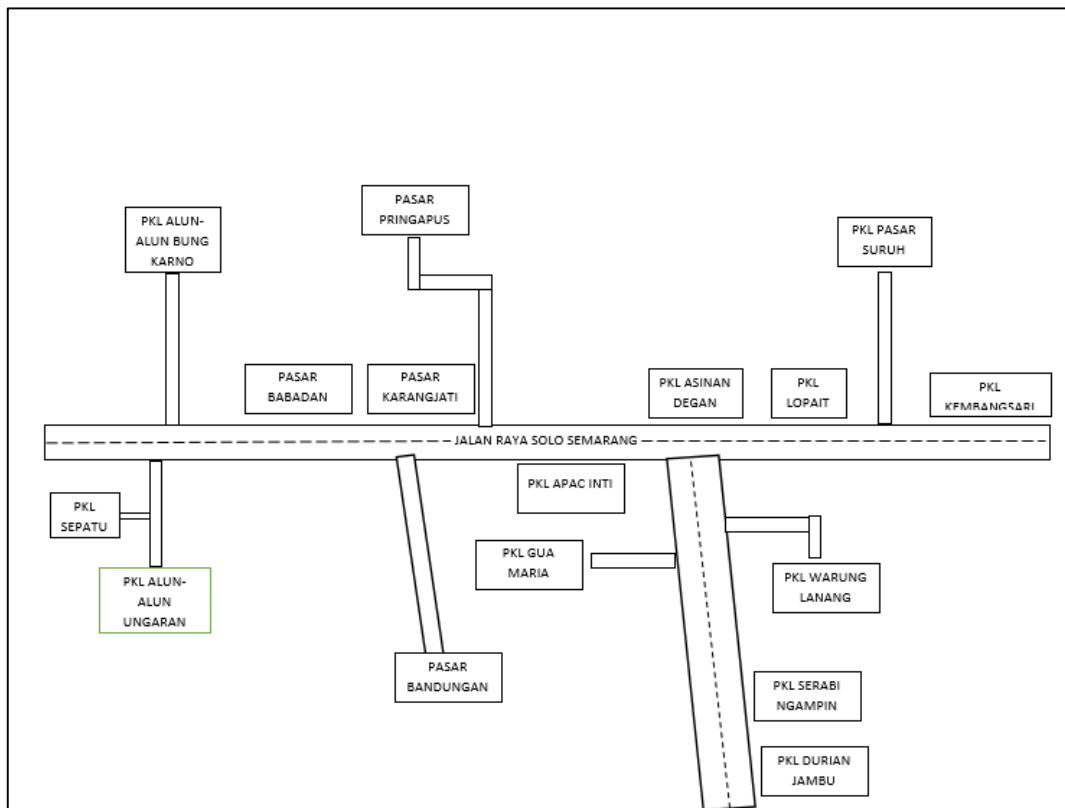 PASAR
PRINGAPUS
PKL ALUN-
ALUN BUNG
KARNO
PKL PASAR
SURUH
PASAR
BABADAN
PASAR
KARANGJATI
PKL ASINAN
DEGAN
PKL
LOPAIT
PKL
KEMBANGSARI
JALAN RAYA SOLO SEMARANG
PKL APAC INTI
PKL
SEPATU
PKL GUA
MARIA
PKL WARUNG
LANANG
PKL ALUN-
ALUN
UNGARAN
PASAR
BANDUNGAN
PKL SERABI
NGAMPIN
PKL DURIAN
JAMBU